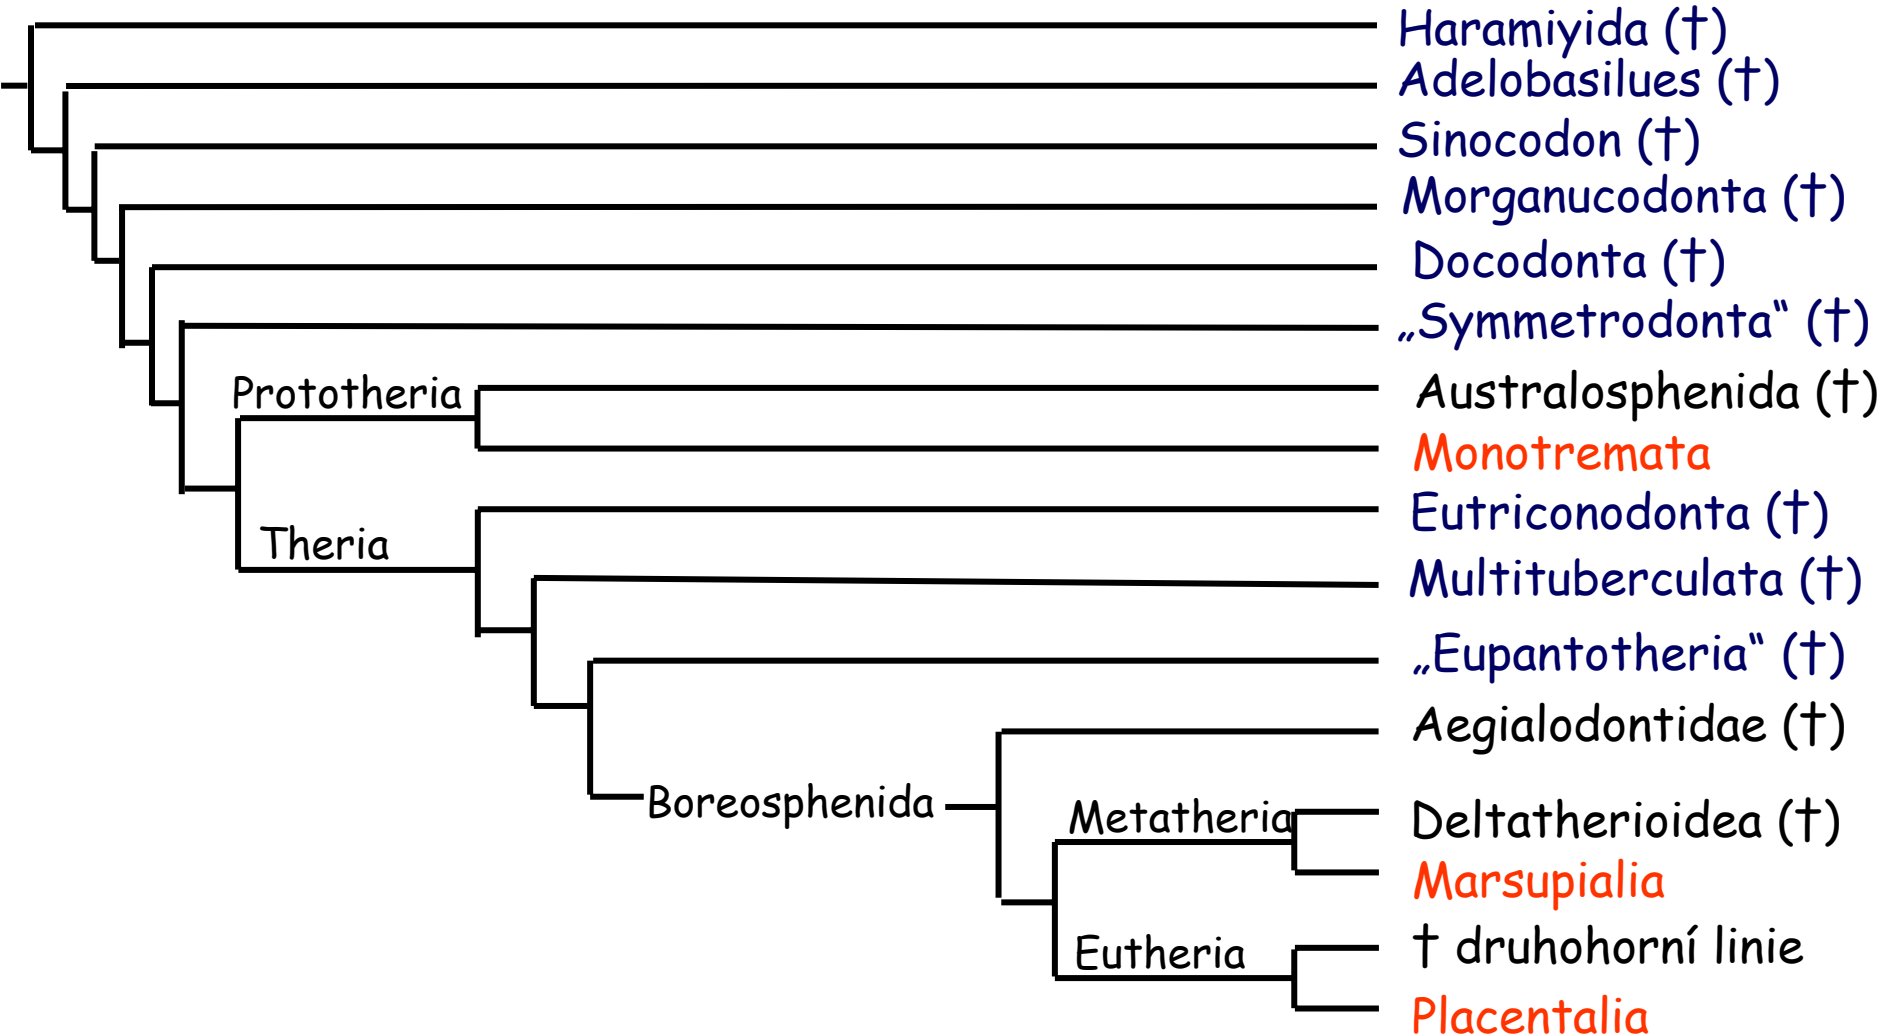 Haramiyida (†)
Adelobasilues (†)
Sinocodon (†)
Morganucodonta (†)
Docodonta (†)
„Symmetrodonta“ (†)
Prototheria
Australosphenida (†)
Monotremata
Eutriconodonta (†)
Theria
Multituberculata (†)
„Eupantotheria“ (†)
Aegialodontidae (†)
Boreosphenida
Metatheria
Deltatherioidea (†)
Marsupialia
Eutheria
† druhohorní linie
Placentalia